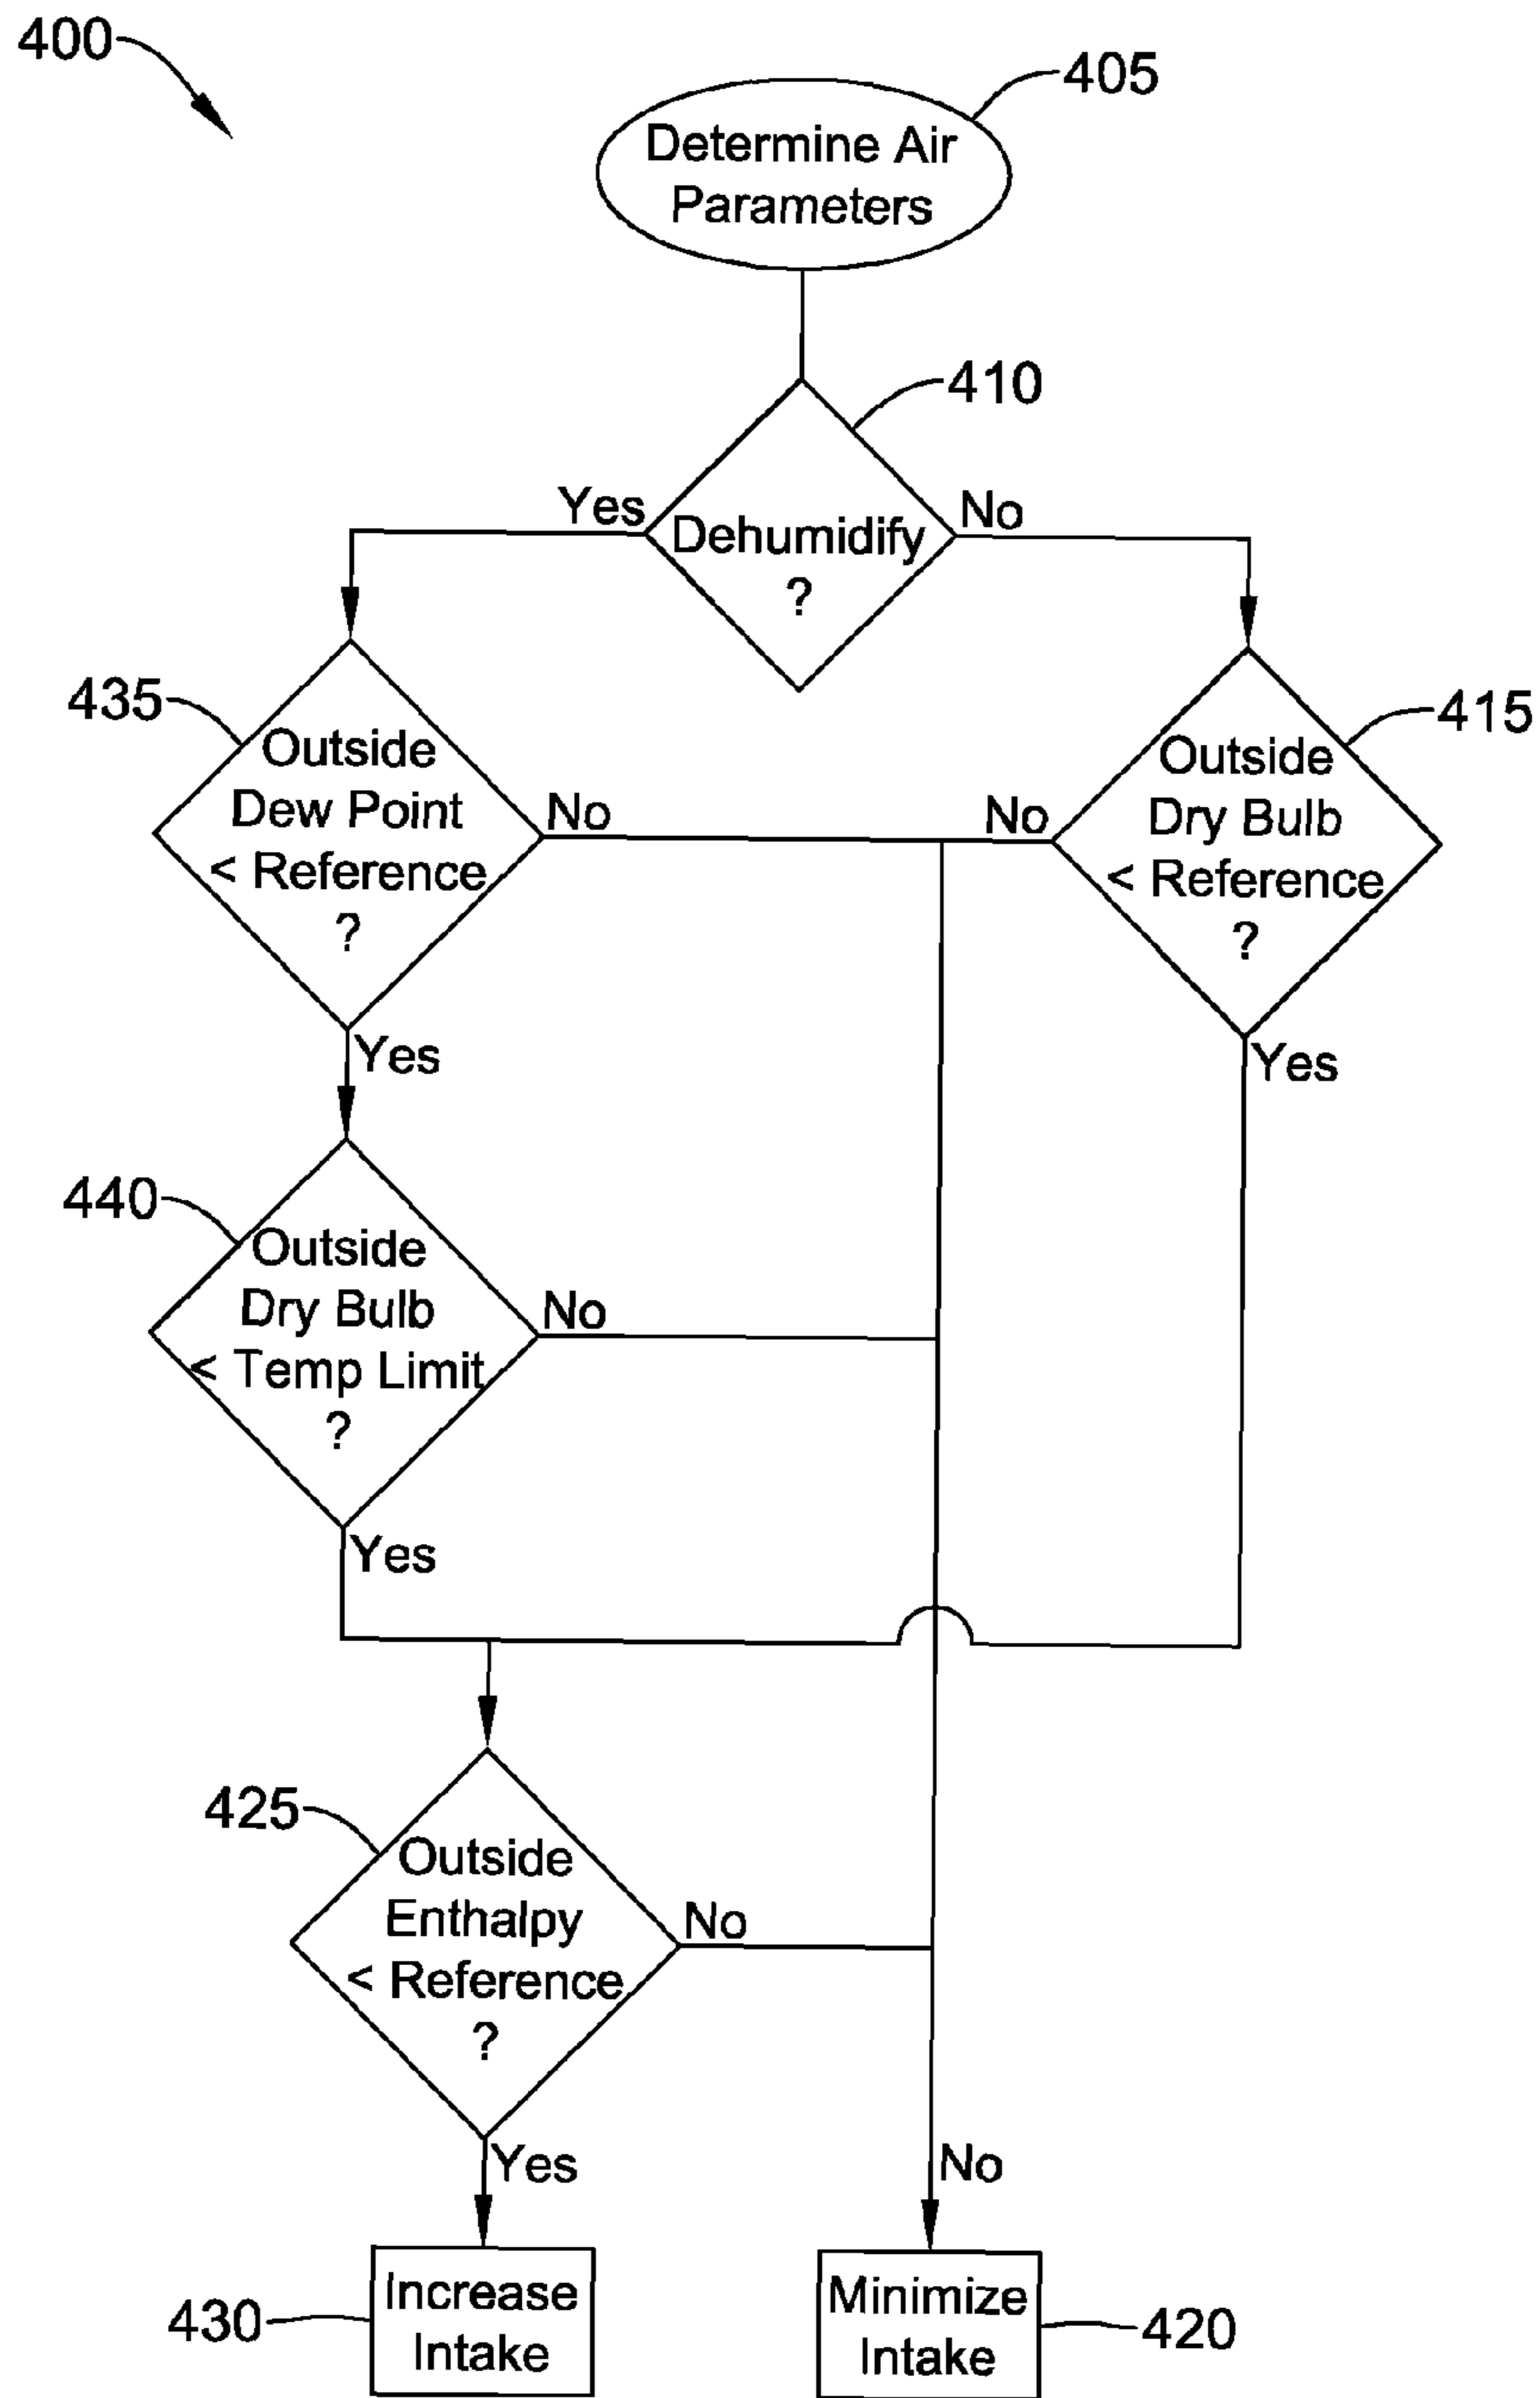 400
405
Determine Air
Parameters
410
Yes
No
Dehumidify
?
435
Outside
Dew Point
< Reference
?
No
No
415
Outside
Dry Bulb
< Reference
?
Yes
Yes
440
Outside
Dry Bulb
< Temp Limit
?
No
Yes
425
Outside
Enthalpy
< Reference
?
No
Yes
No
430
Increase
Intake
Minimize
Intake
420